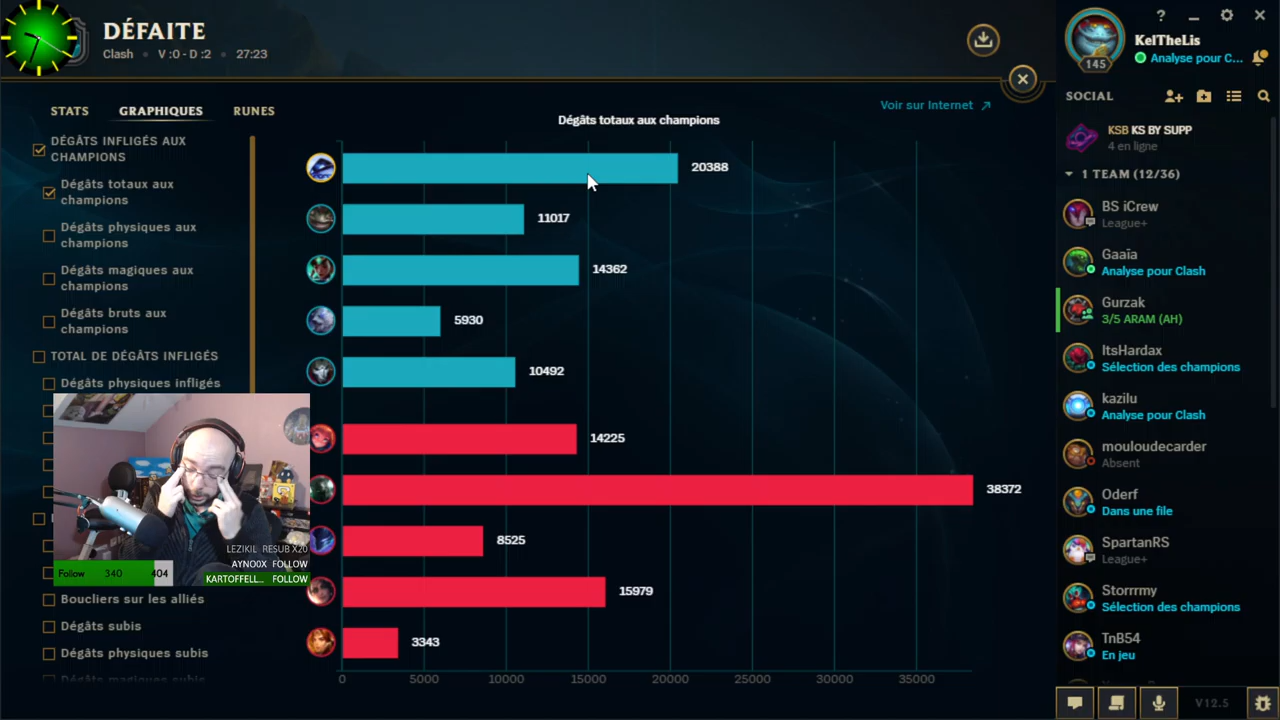 DÉFAITE
Clash • V :0 - D :2 • 27:23
STATS
GRAPHIQUES
RUNES
Voir sur Internet
DÉGÂTS INFLIGÉS AUX
CHAMPIONS
Dégâts totaux aux
champions
Dégâts physiques aux
champions
Dégâts magiques aux
champions
Dégâts bruts aux
champions
TOTAL DE DÉGÂTS INFLIGÉS
Dégâts physiques infligés
Boucliers sur les alliés
Dégâts subis
Dégâts physiques subis
Dégâts magiques subis
Dégâts totaux aux champions
20388
11017
14362
5930
10492
14225
38372
8525
15979
3343
0 5000 10000 15000 20000 25000 30000 35000
LEZIKIL RESUB X20
AYNO0X FOLLOW
KARTOFFELL... FOLLOW
Follow 340 404
145
KelTheLis
Analyse pour C...
SOCIAL
KSB KS BY SUPP
4 en ligne
1 TEAM (12/36)
BS iCrew
League+
Gaaïa
Analyse pour Clash
Gurzak
3/5 ARAM (AH)
ItsHardax
Sélection des champions
kazilu
Analyse pour Clash
mouloudecarder
Absent
Oderf
Dans une file
SpartanRS
League+
Storrrmy
Sélection des champions
TnB54
En jeu
V12.5